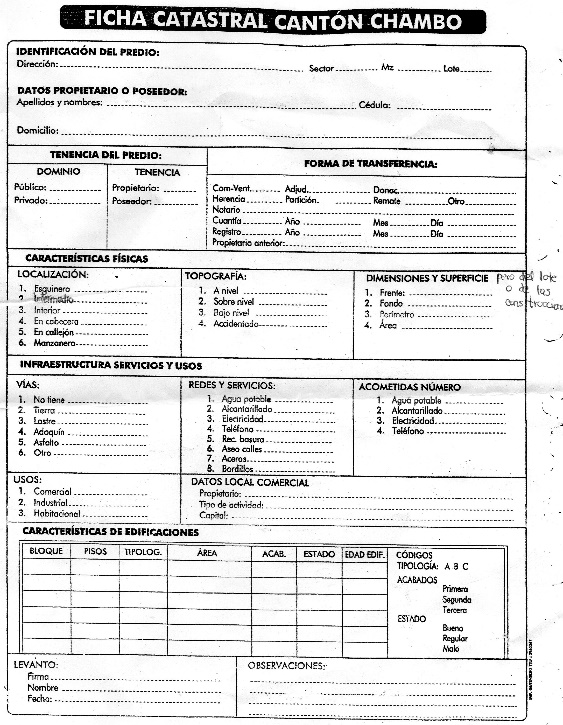 FICHA CATASTRAL CANTÓN CHAMBO
IDENTIFICACIÓN DEL PREDIO:
Dirección: Sector Mz Lote
DATOS PROPIETARIO O POSEEDOR:
Apellidos y nombres: Cédula:
Domicilio:
TENENCIA DEL PREDIO:
DOMINIO TENENCIA
Pública: Propietario:
Privado: Poseedor:
FORMA DE TRANSFERENCIA:
Com-Vent. Adjud. Donac.
Herencia Partición. Remate Otro
Notario
Cuantía Año Mes Día
Registro Año Mes Día
Propietario anterior:
CARACTERÍSTICAS FÍSICAS
LOCALIZACIÓN:
1. Esquinero
2. Intermedio
3. Interior
4. En cabecera
5. En callejón
6. Manzanero
TOPOGRAFÍA:
1. A nivel
2. Sobre nivel
3. Bajo nivel
4. Accidentado
DIMENSIONES Y SUPERFICIE
1. Frente:
2. Fondo
3. Perímetro
4. Área
pero del lote
o de las
construccion
INFRAESTRUCTURA SERVICIOS Y USOS
VÍAS:
1. No tiene
2. Tierra
3. Lastre
4. Adoquín
5. Asfalto
6. Otro
REDES Y SERVICIOS:
1. Agua potable
2. Alcantarillado
3. Electricidad
4. Teléfono
5. Rec. basura
6. Aseo calles
7. Aceras
8. Bordillos
ACOMETIDAS NÚMERO
1. Agua potable
2. Alcantarillado
3. Electricidad
4. Teléfono
USOS:
1. Comercial
2. Industrial
3. Habitacional
DATOS LOCAL COMERCIAL
Propietario:
Tipo de actividad:
Capital:
CARACTERÍSTICAS DE EDIFICACIONES
BLOQUE PISOS TIPOLOG. ÁREA ACAB. ESTADO EDAD EDIF.
CÓDIGOS
TIPOLOGÍA: A B C
ACABADOS
Primera
Segunda
Tercera
ESTADO
Bueno
Regular
Malo
LEVANTO:
Firma
Nombre
Fecha:
OBSERVACIONES: